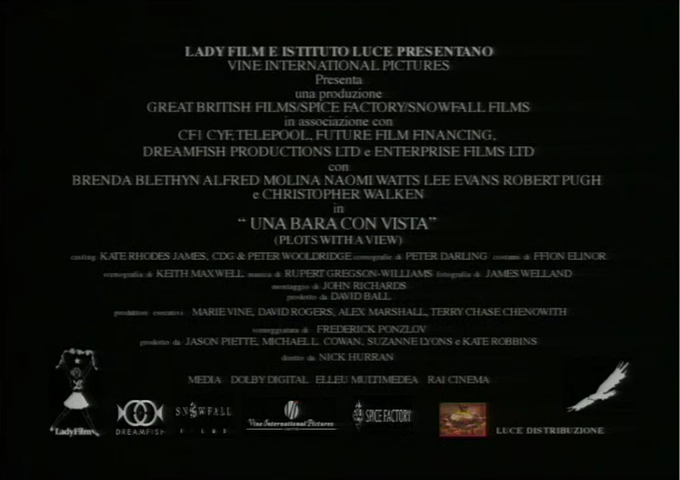 LADY FILM E ISTITUTO LUCE PRESENTANO
VINE INTERNATIONAL PICTURES
Presenta
una produzione
GREAT BRITISH FILMS/SPICE FACTORY/SNOWFALL FILMS
in associazione con
CF1 CYF, TELEPOOL, FUTURE FILM FINANCING,
DREAMFISH PRODUCTIONS LTD e ENTERPRISE FILMS LTD
con
BRENDA BLETHYN ALFRED MOLINA NAOMI WATTS LEE EVANS ROBERT PUGH
e CHRISTOPHER WALKEN
in
“ UNA BARA CON VISTA”
(PLOTS WITH A VIEW)
casting KATE RHODES JAMES, CDG & PETER WOOLDRIDGE coreografie di PETER DARLING costumi di FFION ELINOR
scenografia di KEITH MAXWELL musica di RUPERT GREGSON-WILLIAMS fotografia di JAMES WELLAND
montaggio di JOHN RICHARDS
prodotto da DAVID BALL
produttori esecutivi MARIE VINE, DAVID ROGERS, ALEX MARSHALL, TERRY CHASE CHENOWITH
sceneggiatura di FREDERICK PONZLOV
prodotto da JASON PIETTE, MICHAEL L. COWAN, SUZANNE LYONS e KATE ROBBINS
diretto da NICK HURRAN
MEDIA DOLBY DIGITAL ELLEU MULTIMEDEA RAI CINEMA
LadyFilms
DREAMFISH
SNOWFALL
FILMS
Vine International Pictures
SPICE FACTORY
LUCE DISTRIBUZIONE